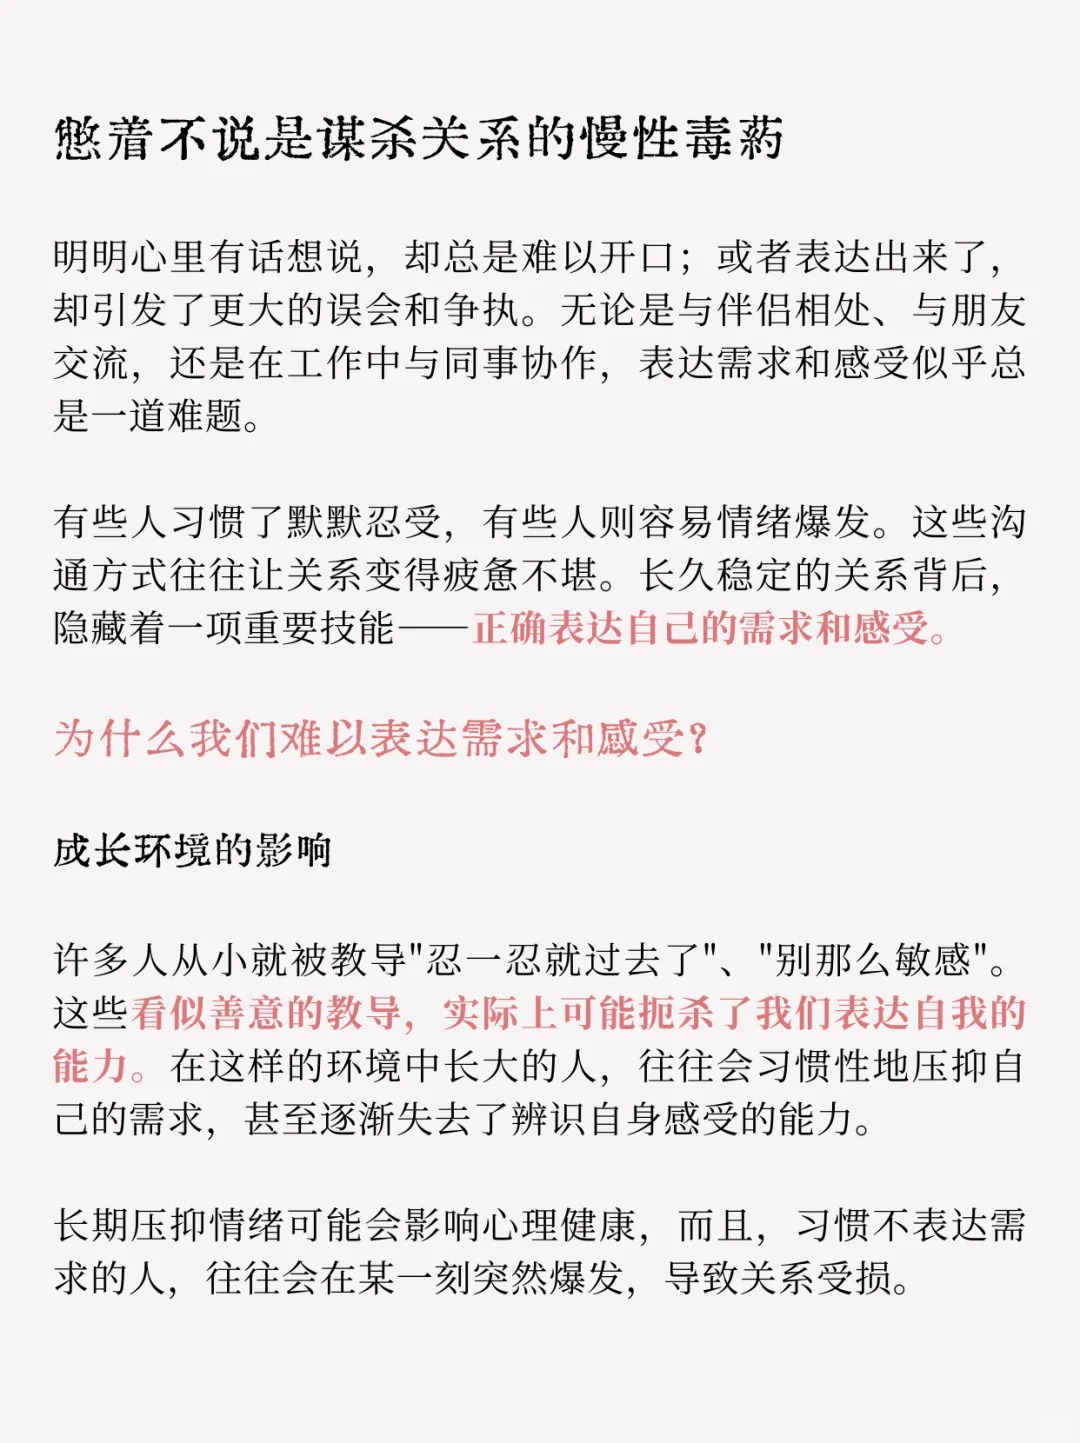 憋着不说是谋杀关系的慢性毒药
明明心里有话想说，却总是难以开口；或者表达出来了，
却引发了更大的误会和争执。无论是与伴侣相处、与朋友
交流，还是在工作中与同事协作，表达需求和感受似乎总
是一道难题。
有些人习惯了默默忍受，有些人则容易情绪爆发。这些沟
通方式往往让关系变得疲惫不堪。长久稳定的关系背后，
隐藏着一项重要技能——正确表达自己的需求和感受。
为什么我们难以表达需求和感受？
成长环境的影响
许多人从小就被教导"忍一忍就过去了"、"别那么敏感"。
这些看似善意的教导，实际上可能扼杀了我们表达自我的
能力。在这样的环境中长大的人，往往会习惯性地压抑自
己的需求，甚至逐渐失去了辨识自身感受的能力。
长期压抑情绪可能会影响心理健康，而且，习惯不表达需
求的人，往往会在某一刻突然爆发，导致关系受损。